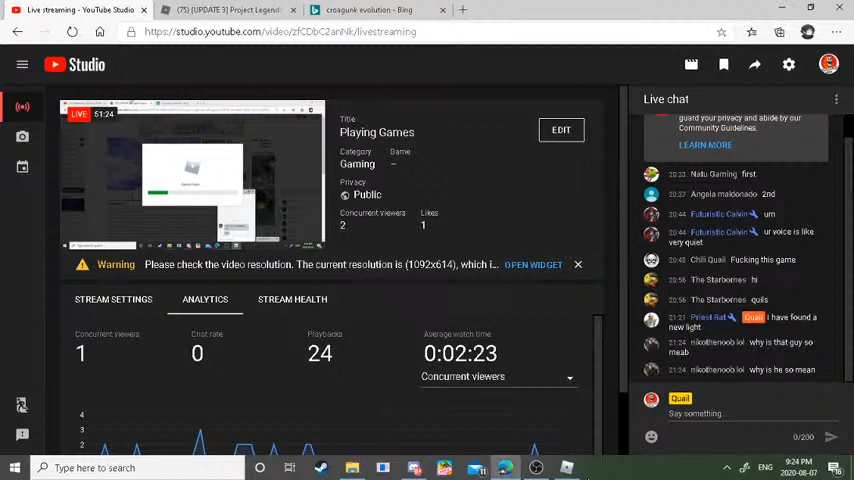 Live streaming - YouTube Studio
(75) [UPDATE 3] Project Legend
croagunk evolution - Bing
https://studio.youtube.com/video/zfCDbC2anNk/livestreaming
Studio
LIVE 51:24
Title
Playing Games
EDIT
Category Game
Gaming –
Privacy
Public
Concurrent viewers Likes
2 1
Warning Please check the video resolution. The current resolution is (1092x614), which i... OPEN WIDGET
STREAM SETTINGS ANALYTICS STREAM HEALTH
Concurrent viewers Chat rate Playbacks Average watch time
1 0 24 0:02:23
Concurrent viewers
4
3
2
Live chat
guard your privacy and abide by our
Community Guidelines.
LEARN MORE
20:33 Natu Gaming first
20:37 Angela maldonado 2nd
20:44 Futuristic Calvin um
20:44 Futuristic Calvin ur voice is like
very quiet
20:48 Chili Quail Fucking this game
20:56 The Starbornes hi
20:56 The Starbornes quils
21:21 Priest Rat Quail I have found a
new light
21:24 nikothenoob lol why is that guy so
meab
21:24 nikothenoob lol why is he so mean
Quail
Say something...
0/200
Type here to search
11
ENG
9:24 PM
2020-08-07
16